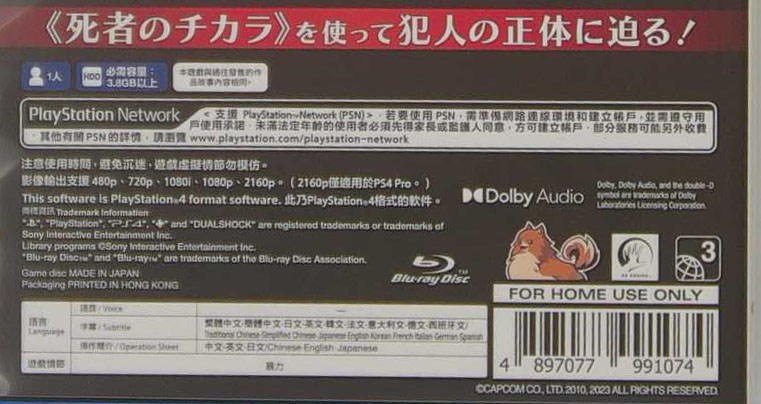 《死者のチカラ》を使って犯人の正体に迫る!
1人
HDD 必需容量:
3.8GB以上
本遊戲與過往發售的作
品故事內容相同。
PlayStation Network
< 支援 PlayStation™Network (PSN) > ‧ 若要使用 PSN,需準備網路連線環境和建立帳戶,並需遵守用
戶使用承諾。未滿法定年齡的使用者必須先得家長或監護人同意,方可建立帳戶。部分服務可能另外收費
。其他有關PSN的詳情,請瀏覽 www.playstation.com/playstation-network
注意使用時間,避免沉迷。遊戲虛擬情節勿模仿。
影像輸出支援 480p、720p、1080i、1080p、2160p。(2160p僅適用於PS4 Pro。)
This software is PlayStation®4 format software. 此乃PlayStation®4格式的軟件。
商標資訊 Trademark Information
"PlayStation", "PS4", and "DUALSHOCK" are registered trademarks or trademarks of
Sony Interactive Entertainment Inc.
Library programs ©Sony Interactive Entertainment Inc.
"Blu-ray Disc™" and "Blu-ray™" are trademarks of the Blu-ray Disc Association.
Game disc MADE IN JAPAN
Packaging PRINTED IN HONG KONG
Blu-ray Disc™
Dolby Audio
Dolby, Dolby Audio, and the double-D
symbol are trademarks of Dolby
Laboratories Licensing Corporation.
3
FOR HOME USE ONLY
語言
Language
語音 / Voice
—
字幕 / Subtitle
繁體中文‧簡體中文‧日文‧英文‧韓文‧法文‧意大利文‧德文‧西班牙文/
Traditional Chinese‧Simplified Chinese‧Japanese‧English‧Korean‧French‧Italian‧German‧Spanish
操作簡介 / Operation Sheet
中文‧英文‧日文/Chinese‧English‧Japanese
遊戲情節
暴力
4 897077 991074
©CAPCOM CO., LTD. 2010, 2023 ALL RIGHTS RESERVED.